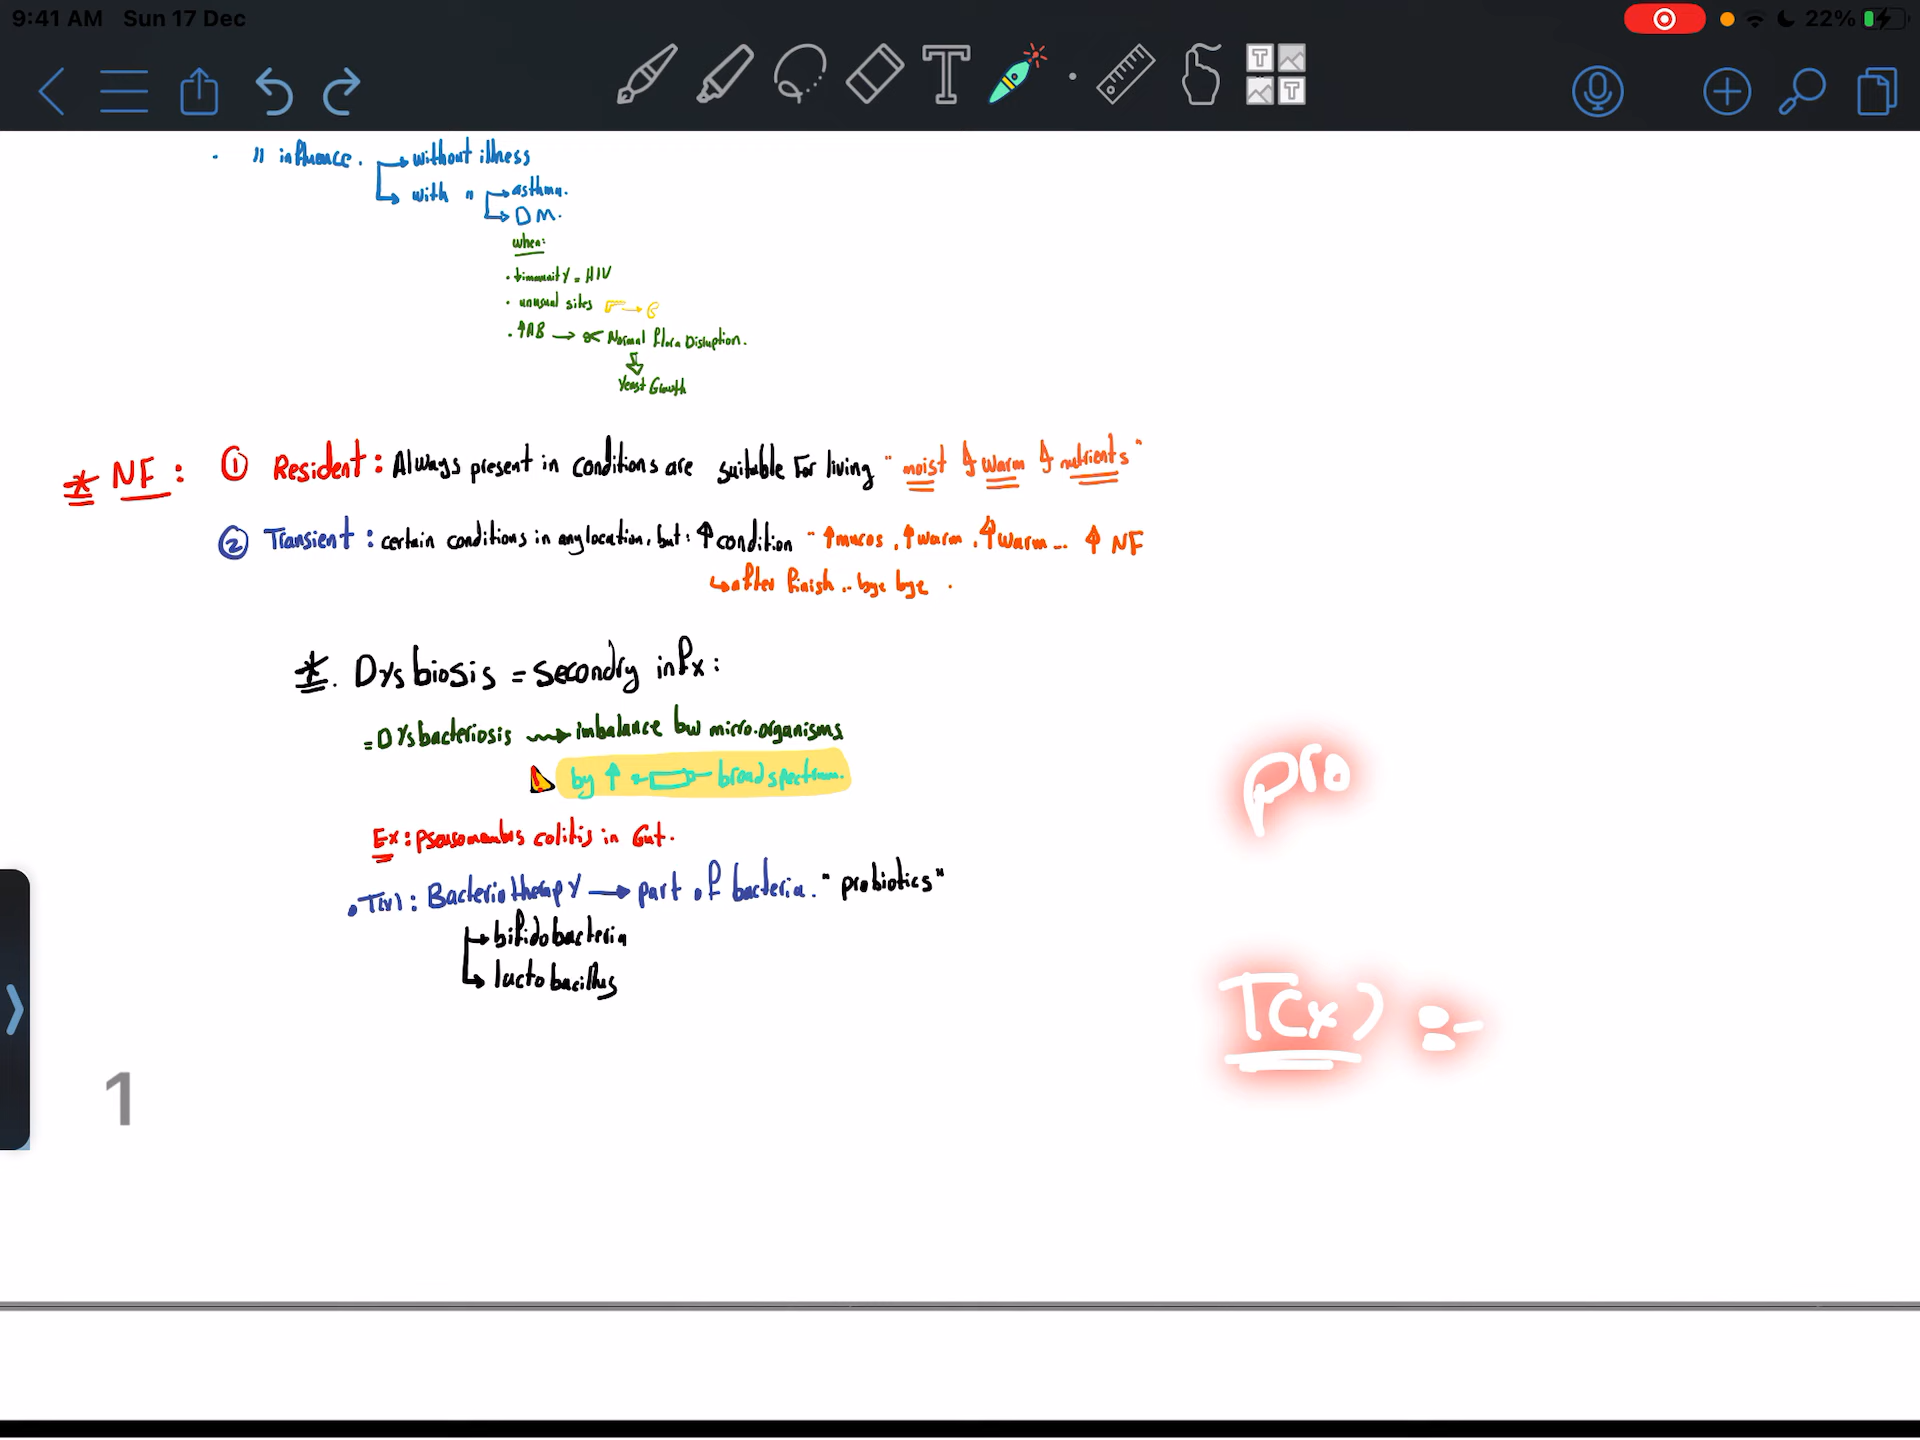 9:41 AM Sun 17 Dec
22%
. " influence. without illness
with " asthma.
DM.
when:
. ↓immunity = HIV
. unusual sites
. ↑AB → Normal flora Disruption.
Yeast Growth
* NF : ① Resident : Always present in conditions are suitable for living " moist & warm & nutrients "
② Transient : certain conditions in any location, but : ↑ condition " ↑mucos , ↑warm , ↑warm ... ↑ NF
↳ after finish .. bye bye .
* . Dysbiosis = secondry infx :
= Dysbacteriosis → imbalance bw micro.organisms
by ↑ broad spectrum.
Ex : colitis in Gut.
. T(x) : Bacteriotherapy → part of bacteria. " probiotics "
→ bifidobacteria
→ lactobacillus
pro
T(x) :-
1